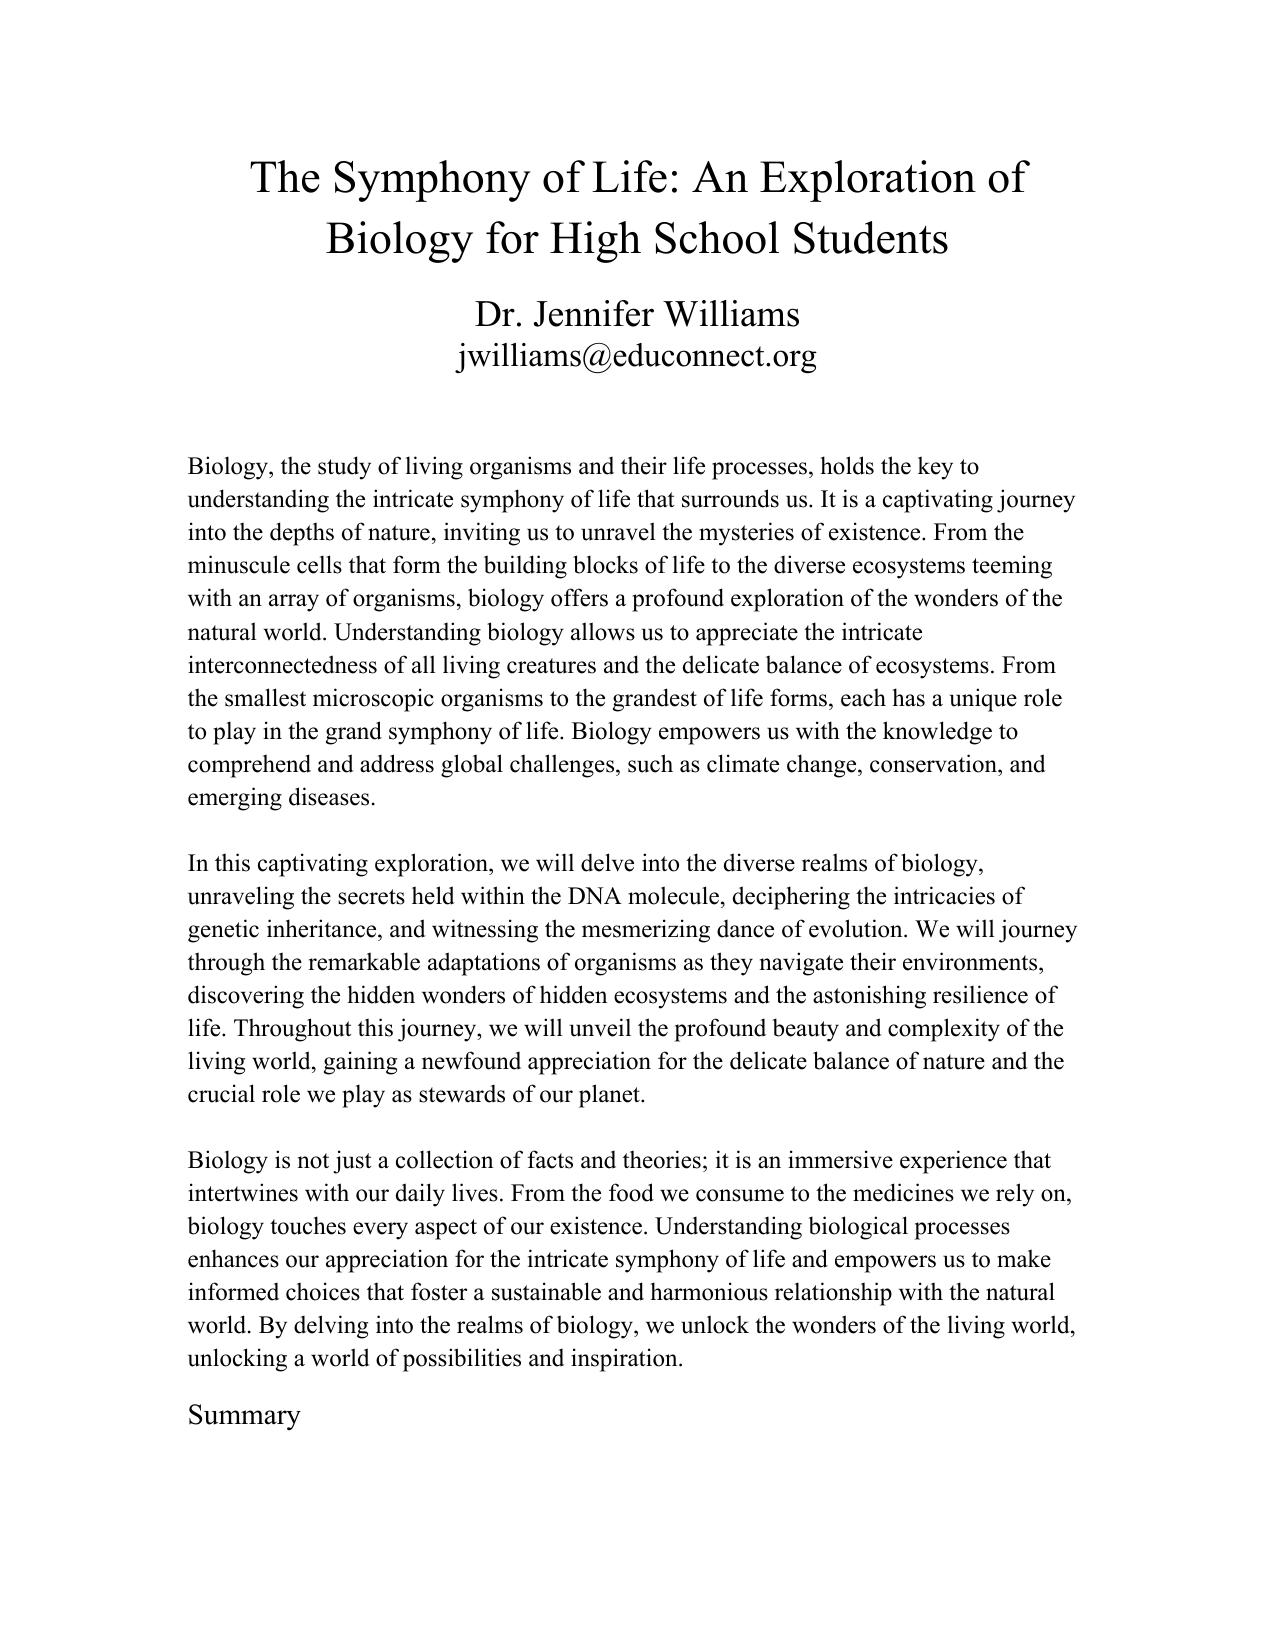 The Symphony of Life: An Exploration of
Biology for High School Students
Dr. Jennifer Williams
jwilliams@educonnect.org
Biology, the study of living organisms and their life processes, holds the key to
understanding the intricate symphony of life that surrounds us. It is a captivating journey
into the depths of nature, inviting us to unravel the mysteries of existence. From the
minuscule cells that form the building blocks of life to the diverse ecosystems teeming
with an array of organisms, biology offers a profound exploration of the wonders of the
natural world. Understanding biology allows us to appreciate the intricate
interconnectedness of all living creatures and the delicate balance of ecosystems. From
the smallest microscopic organisms to the grandest of life forms, each has a unique role
to play in the grand symphony of life. Biology empowers us with the knowledge to
comprehend and address global challenges, such as climate change, conservation, and
emerging diseases.
In this captivating exploration, we will delve into the diverse realms of biology,
unraveling the secrets held within the DNA molecule, deciphering the intricacies of
genetic inheritance, and witnessing the mesmerizing dance of evolution. We will journey
through the remarkable adaptations of organisms as they navigate their environments,
discovering the hidden wonders of hidden ecosystems and the astonishing resilience of
life. Throughout this journey, we will unveil the profound beauty and complexity of the
living world, gaining a newfound appreciation for the delicate balance of nature and the
crucial role we play as stewards of our planet.
Biology is not just a collection of facts and theories; it is an immersive experience that
intertwines with our daily lives. From the food we consume to the medicines we rely on,
biology touches every aspect of our existence. Understanding biological processes
enhances our appreciation for the intricate symphony of life and empowers us to make
informed choices that foster a sustainable and harmonious relationship with the natural
world. By delving into the realms of biology, we unlock the wonders of the living world,
unlocking a world of possibilities and inspiration.
Summary